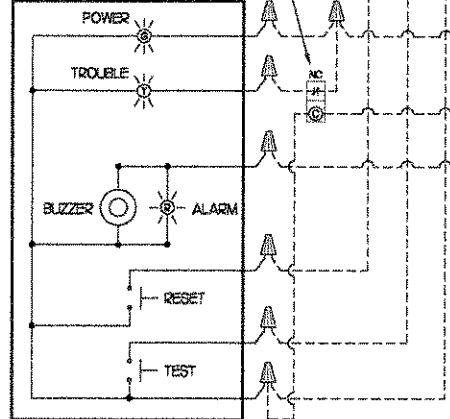 POWER
G
NC
TROUBLE
Y
C
BUZZER
R
ALARM
RESET
TEST